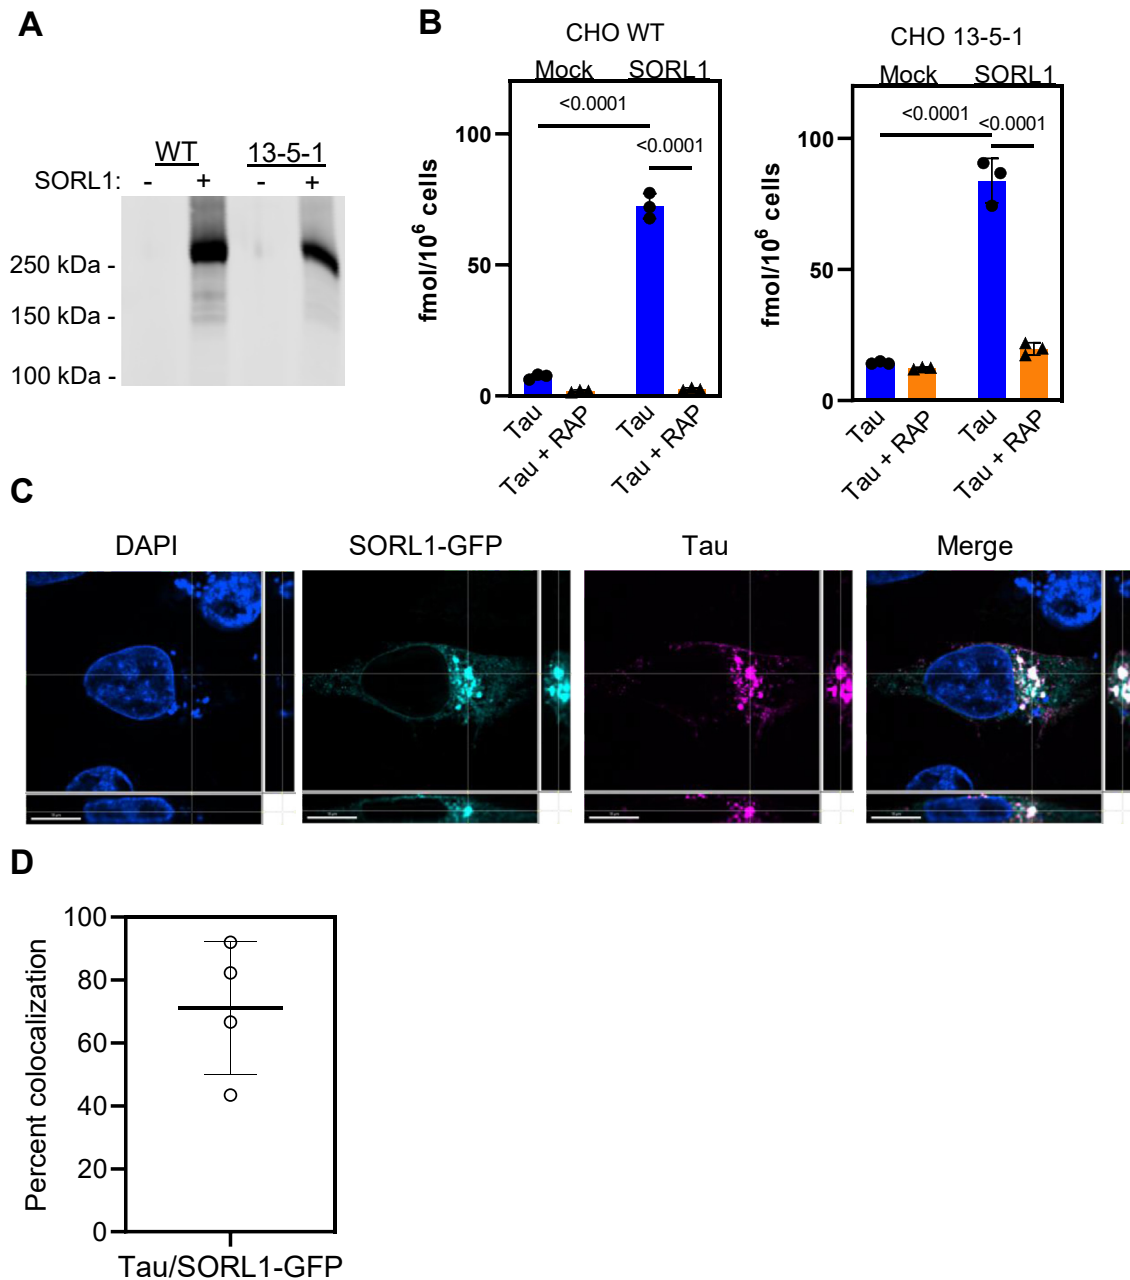 A
WT 13-5-1
SORL1: - + - +
250 kDa -
150 kDa -
100 kDa -
B
CHO WT
Mock SORL1
<0.0001
<0.0001
100
50
0
fmol/10⁶ cells
Tau
Tau + RAP
Tau
Tau + RAP
CHO 13-5-1
Mock SORL1
<0.0001
<0.0001
100
50
0
fmol/10⁶ cells
Tau
Tau + RAP
Tau
Tau + RAP
C
DAPI SORL1-GFP Tau Merge
D
100
80
60
40
20
0
Percent colocalization
Tau/SORL1-GFP